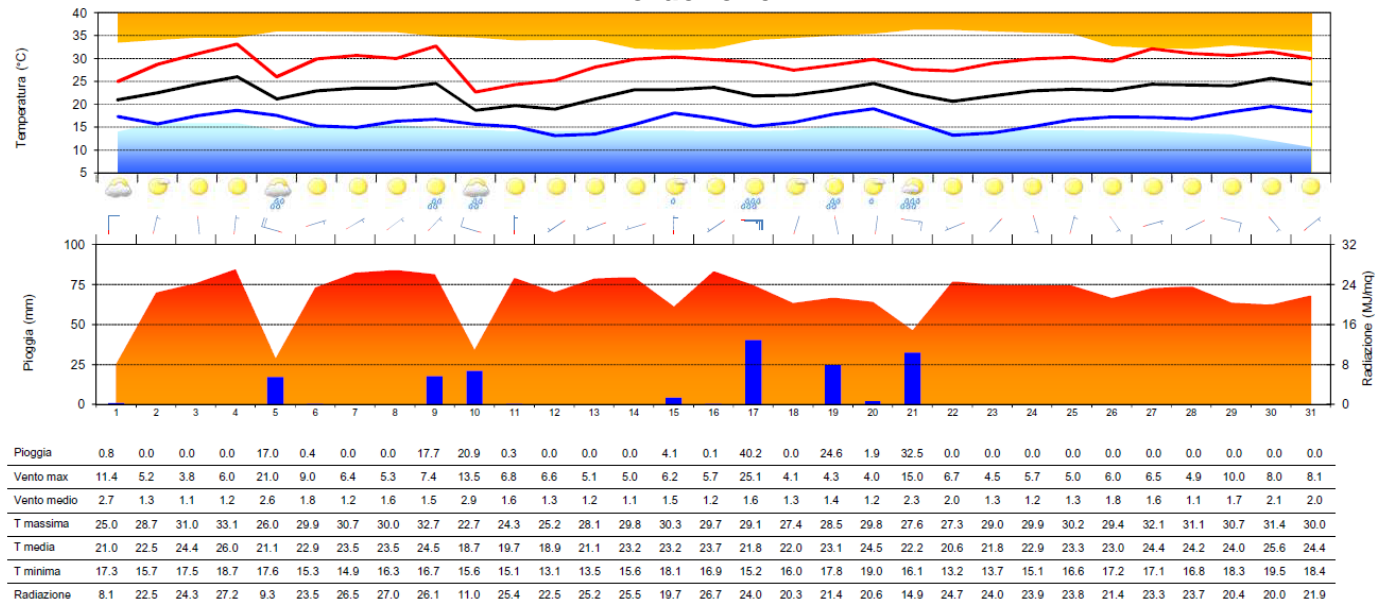 40
35
30
25
20
15
10
5
Temperatura (°C)
100
75
50
25
0
Pioggia (mm)
32
24
16
8
0
Radiazione (MJ/mq)
1 2 3 4 5 6 7 8 9 10 11 12 13 14 15 16 17 18 19 20 21 22 23 24 25 26 27 28 29 30 31
Pioggia 0.8 0.0 0.0 0.0 17.0 0.4 0.0 0.0 17.7 20.9 0.3 0.0 0.0 0.0 4.1 0.1 40.2 0.0 24.6 1.9 32.5 0.0 0.0 0.0 0.0 0.0 0.0 0.0 0.0 0.0 0.0
Vento max 11.4 5.2 3.8 6.0 21.0 9.0 6.4 5.3 7.4 13.5 6.8 6.6 5.1 5.0 6.2 5.7 25.1 4.1 4.3 4.0 15.0 6.7 4.5 5.7 5.0 6.0 6.5 4.9 10.0 8.0 8.1
Vento medio 2.7 1.3 1.1 1.2 2.6 1.8 1.2 1.6 1.5 2.9 1.6 1.3 1.2 1.1 1.5 1.2 1.6 1.3 1.4 1.2 2.3 2.0 1.3 1.2 1.3 1.8 1.6 1.1 1.7 2.1 2.0
T massima 25.0 28.7 31.0 33.1 26.0 29.9 30.7 30.0 32.7 22.7 24.3 25.2 28.1 29.8 30.3 29.7 29.1 27.4 28.5 29.8 27.6 27.3 29.0 29.9 30.2 29.4 32.1 31.1 30.7 31.4 30.0
T media 21.0 22.5 24.4 26.0 21.1 22.9 23.5 23.5 24.5 18.7 19.7 18.9 21.1 23.2 23.2 23.7 21.8 22.0 23.1 24.5 22.2 20.6 21.8 22.9 23.3 23.0 24.4 24.2 24.0 25.6 24.4
T minima 17.3 15.7 17.5 18.7 17.6 15.3 14.9 16.3 16.7 15.6 15.1 13.1 13.5 15.6 18.1 16.9 15.2 16.0 17.8 19.0 16.1 13.2 13.7 15.1 16.6 17.2 17.1 16.8 18.3 19.5 18.4
Radiazione 8.1 22.5 24.3 27.2 9.3 23.5 26.5 27.0 26.1 11.0 25.4 22.5 25.2 25.5 19.7 26.7 24.0 20.3 21.4 20.6 14.9 24.7 24.0 23.9 23.8 21.4 23.3 23.7 20.4 20.0 21.9